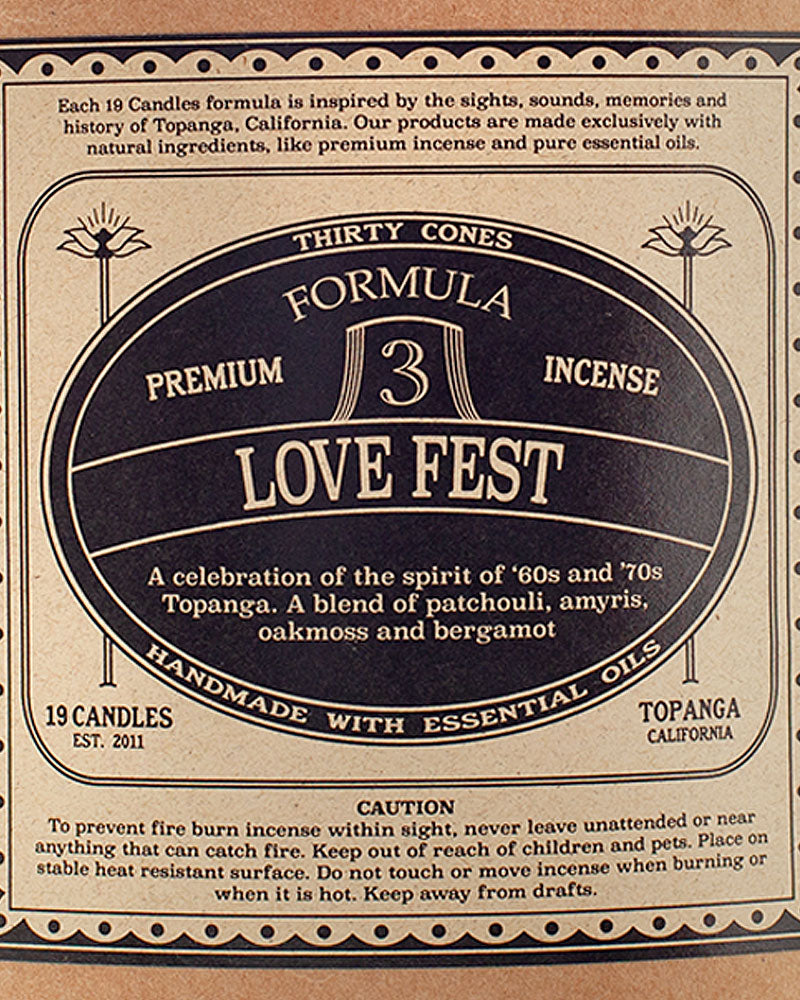 Each 19 Candles formula is inspired by the sights, sounds, memories and
history of Topanga, California. Our products are made exclusively with
natural ingredients, like premium incense and pure essential oils.
THIRTY CONES
FORMULA
PREMIUM 3 INCENSE
LOVE FEST
A celebration of the spirit of ‘60s and ’70s
Topanga. A blend of patchouli, amyris,
oakmoss and bergamot
HANDMADE WITH ESSENTIAL OILS
19 CANDLES
EST. 2011
TOPANGA
CALIFORNIA
CAUTION
To prevent fire burn incense within sight, never leave unattended or near
anything that can catch fire. Keep out of reach of children and pets. Place on
stable heat resistant surface. Do not touch or move incense when burning or
when it is hot. Keep away from drafts.